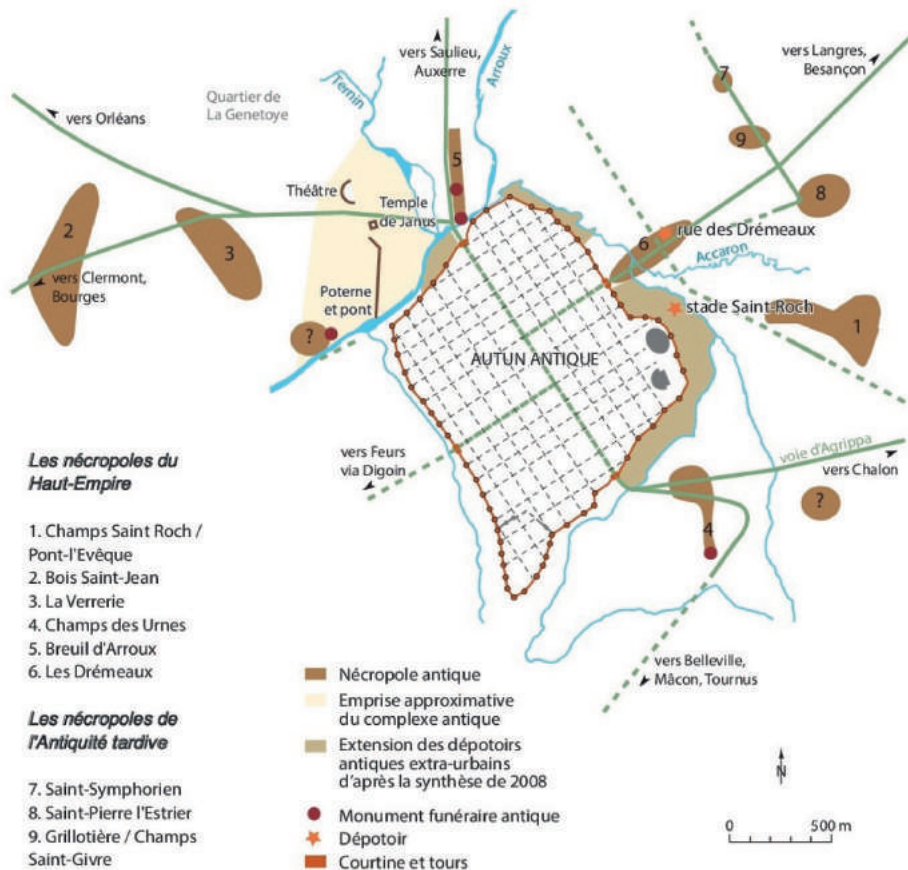 vers Saulieu,
Auxerre
Ternin
Arroux
vers Langres,
Besançon
7
Quartier de
La Genetoye
vers Orléans
9
5
8
Théâtre
2
Temple
de Janus
6
rue des Drémeaux
3
Accaron
vers Clermont,
Bourges
Poterne
et pont
stade Saint-Roch
1
?
AUTUN ANTIQUE
vers Feurs
via Digoin
voie d'Agrippa
vers Chalon
?
4
vers Belleville,
Mâcon, Tournus
Les nécropoles du
Haut-Empire
1. Champs Saint Roch /
Pont-l'Evêque
2. Bois Saint-Jean
3. La Verrerie
4. Champs des Urnes
5. Breuil d'Arroux
6. Les Drémeaux
Les nécropoles de
l'Antiquité tardive
7. Saint-Symphorien
8. Saint-Pierre l'Estrier
9. Grillotière / Champs
Saint-Givre
Nécropole antique
Emprise approximative
du complexe antique
Extension des dépotoirs
antiques extra-urbains
d'après la synthèse de 2008
Monument funéraire antique
Dépotoir
Courtine et tours
N
0 500 m